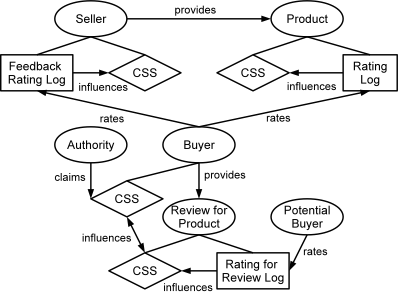 Seller
provides
Product
Feedback
Rating Log
influences
CSS
CSS
influences
Rating
Log
rates
rates
Authority
Buyer
claims
provides
CSS
Review for
Product
Potential
Buyer
influences
rates
CSS
influences
Rating for
Review Log